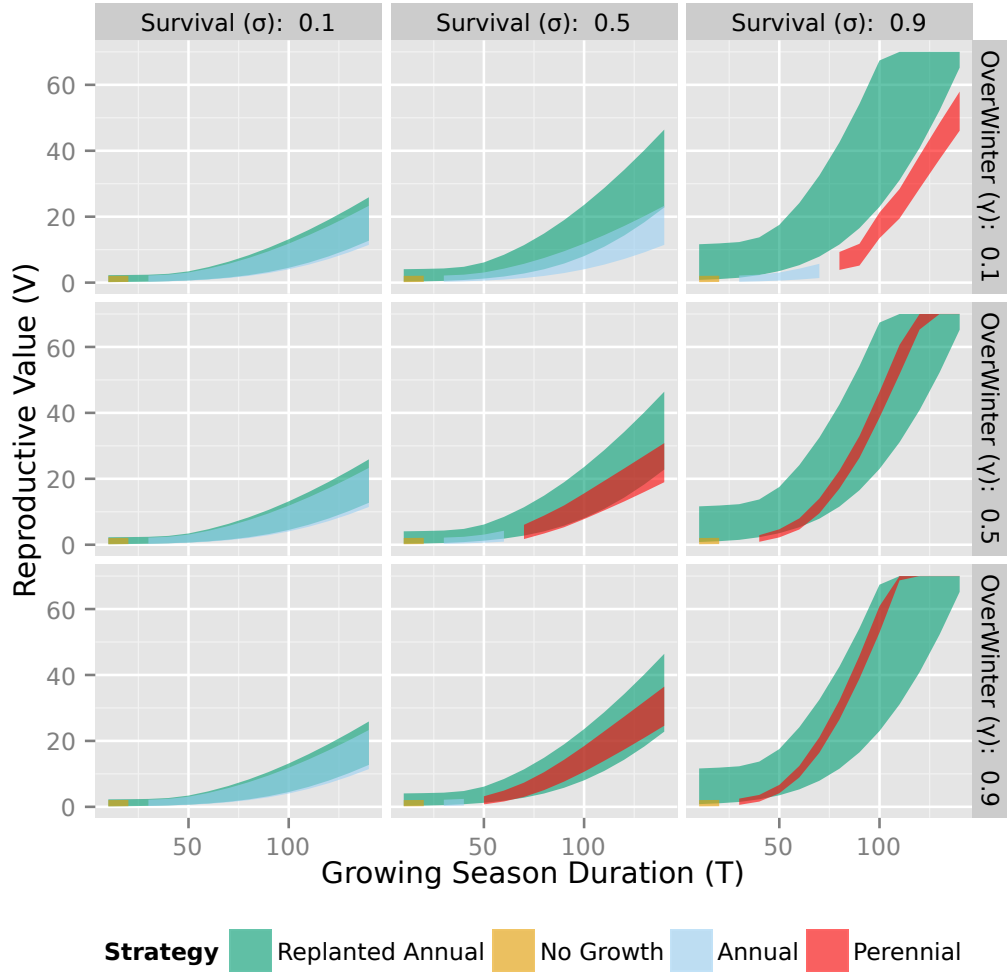 Survival (σ): 0.1
Survival (σ): 0.5
Survival (σ): 0.9
Reproductive Value (V)
60
40
20
0
OverWinter (γ): 0.1
60
40
20
0
OverWinter (γ): 0.5
60
40
20
0
OverWinter (γ): 0.9
50
100
50
100
50
100
Growing Season Duration (T)
Strategy Replanted Annual No Growth Annual Perennial